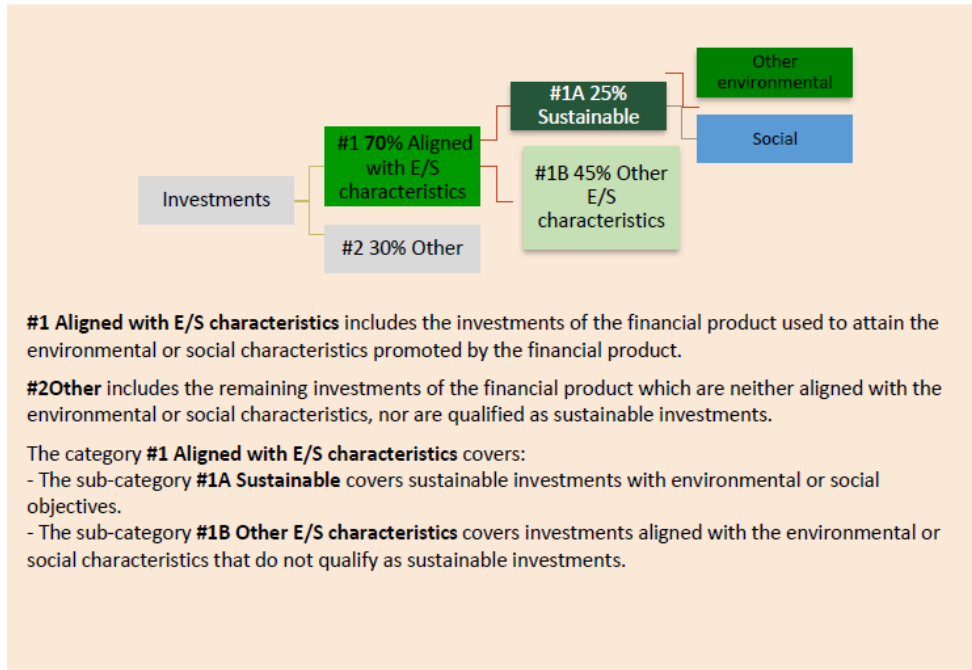 Other
environmental
#1A 25%
Sustainable
Social
#1 70% Aligned
with E/S
characteristics
#1B 45% Other
E/S
characteristics
Investments
#2 30% Other
#1 Aligned with E/S characteristics includes the investments of the financial product used to attain the
environmental or social characteristics promoted by the financial product.
#2Other includes the remaining investments of the financial product which are neither aligned with the
environmental or social characteristics, nor are qualified as sustainable investments.
The category #1 Aligned with E/S characteristics covers:
- The sub-category #1A Sustainable covers sustainable investments with environmental or social
objectives.
- The sub-category #1B Other E/S characteristics covers investments aligned with the environmental or
social characteristics that do not qualify as sustainable investments.